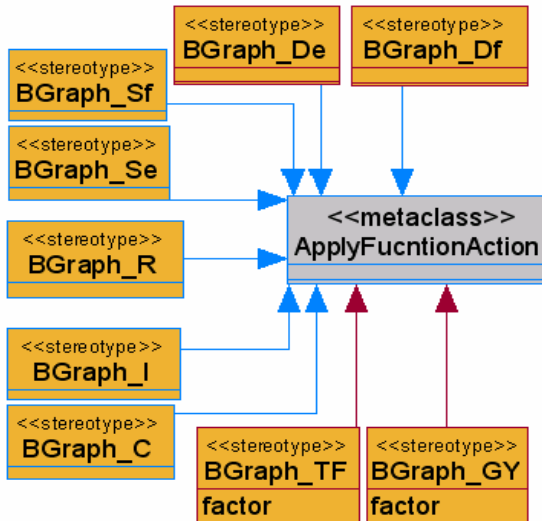 <<stereotype>>
BGraph_De
<<stereotype>>
BGraph_Df
<<stereotype>>
BGraph_Sf
<<stereotype>>
BGraph_Se
<<metaclass>>
ApplyFucntionAction
<<stereotype>>
BGraph_R
<<stereotype>>
BGraph_I
<<stereotype>>
BGraph_C
<<stereotype>>
BGraph_TF
factor
<<stereotype>>
BGraph_GY
factor